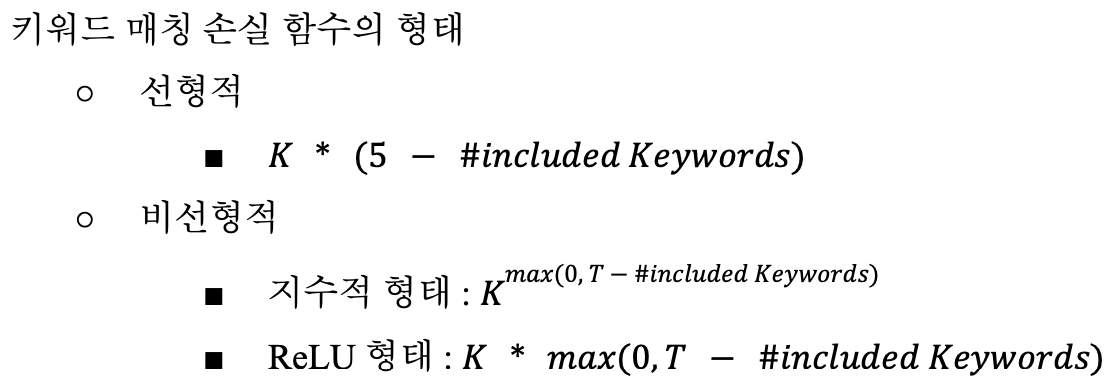 키워드 매칭 손실 함수의 형태
○ 선형적
■ K * (5 − #included Keywords)
○ 비선형적
■ 지수적 형태 : K^max(0, T − #included Keywords)
■ ReLU 형태 : K * max(0, T − #included Keywords)